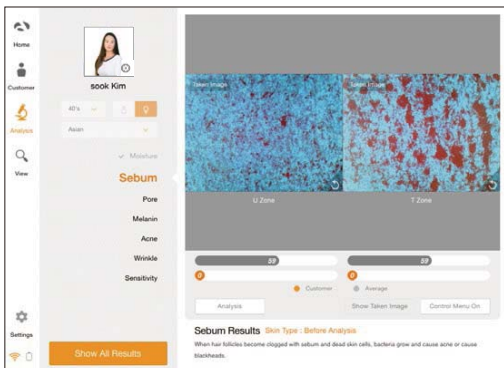 Home
Customer
Analysis
View
Settings
sook Kim
40's
Asian
Moisture
Sebum
Pore
Melanin
Acne
Wrinkle
Sensitivity
Show All Results
Taken Image
Taken Image
U Zone
T Zone
59
59
0
0
Customer
Average
Analysis
Show Taken Image
Control Menu On
Sebum Results Skin Type : Before Analysis
When hair follicles become clogged with sebum and dead skin cells, bacteria grow and cause acne or cause
blackheads.